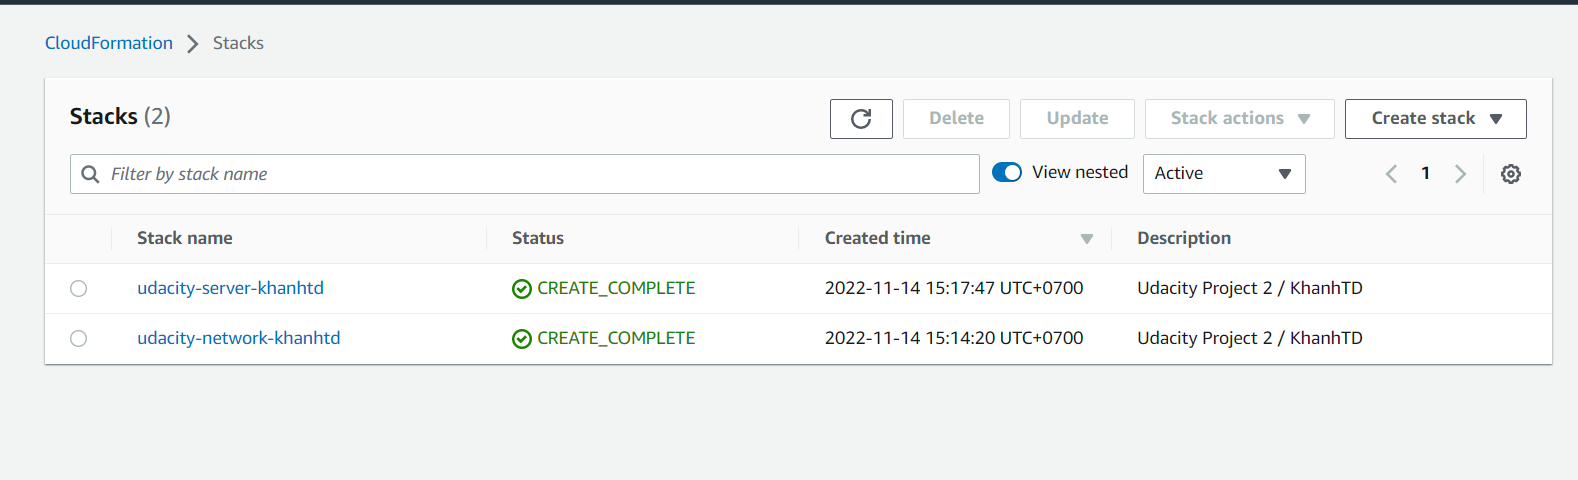 CloudFormation > Stacks
Stacks (2)
Delete Update Stack actions Create stack
Filter by stack name View nested Active 1
Stack name Status Created time Description
udacity-server-khanhtd CREATE_COMPLETE 2022-11-14 15:17:47 UTC+0700 Udacity Project 2 / KhanhTD
udacity-network-khanhtd CREATE_COMPLETE 2022-11-14 15:14:20 UTC+0700 Udacity Project 2 / KhanhTD